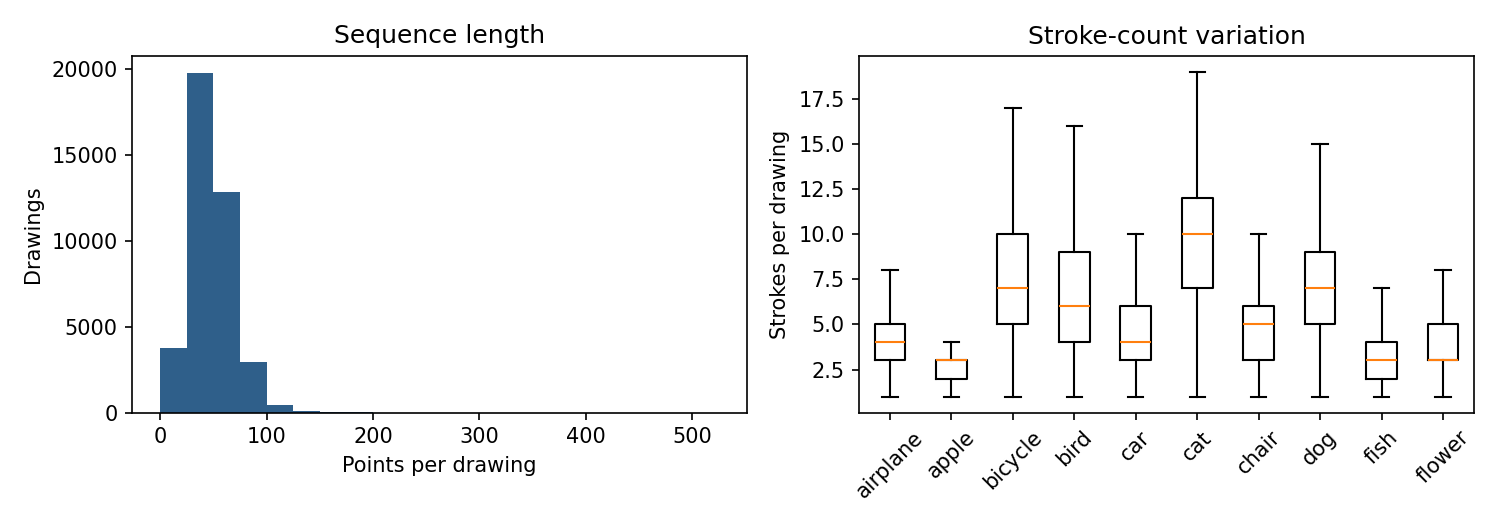 Sequence length
Drawings
20000
15000
10000
5000
0
0 100 200 300 400 500
Points per drawing
Stroke-count variation
Strokes per drawing
17.5
15.0
12.5
10.0
7.5
5.0
2.5
airplane apple bicycle bird car cat chair dog fish flower